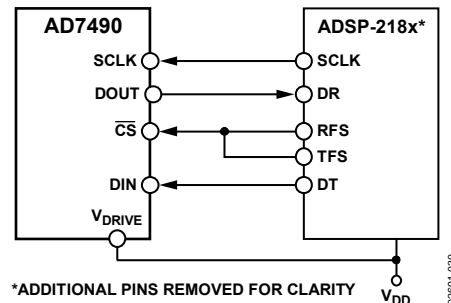 AD7490
ADSP-218x*
SCLK
SCLK
DOUT
DR
CS
RFS
TFS
DIN
DT
VDRIVE
*ADDITIONAL PINS REMOVED FOR CLARITY
VDD